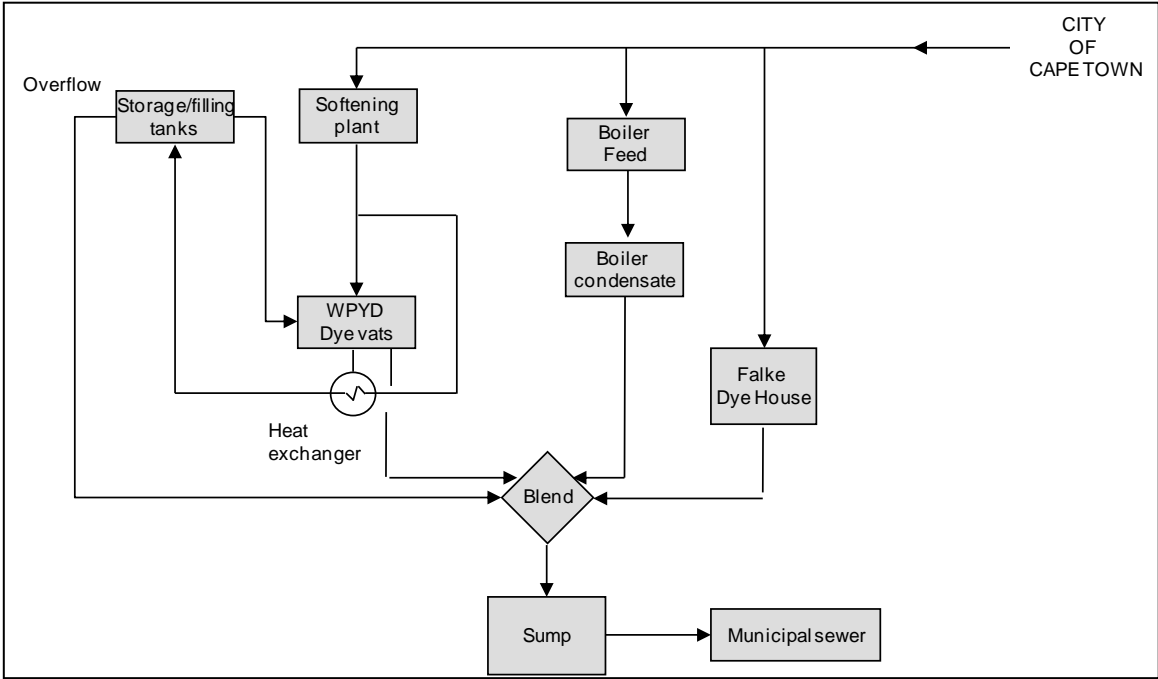 CITY
OF
CAPE TOWN
Overflow
Storage/filling
tanks
Softening
plant
Boiler
Feed
Boiler
condensate
WPYD
Dye vats
Falke
Dye House
Heat
exchanger
Blend
Sump
Municipal sewer